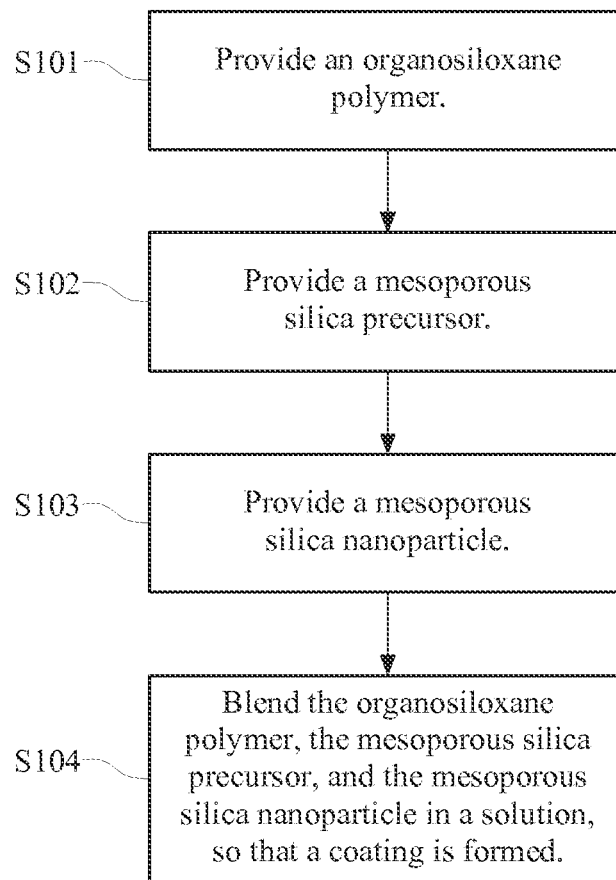 S101
Provide an organosiloxane
polymer.
S102
Provide a mesoporous
silica precursor.
S103
Provide a mesoporous
silica nanoparticle.
S104
Blend the organosiloxane
polymer, the mesoporous silica
precursor, and the mesoporous
silica nanoparticle in a solution,
so that a coating is formed.